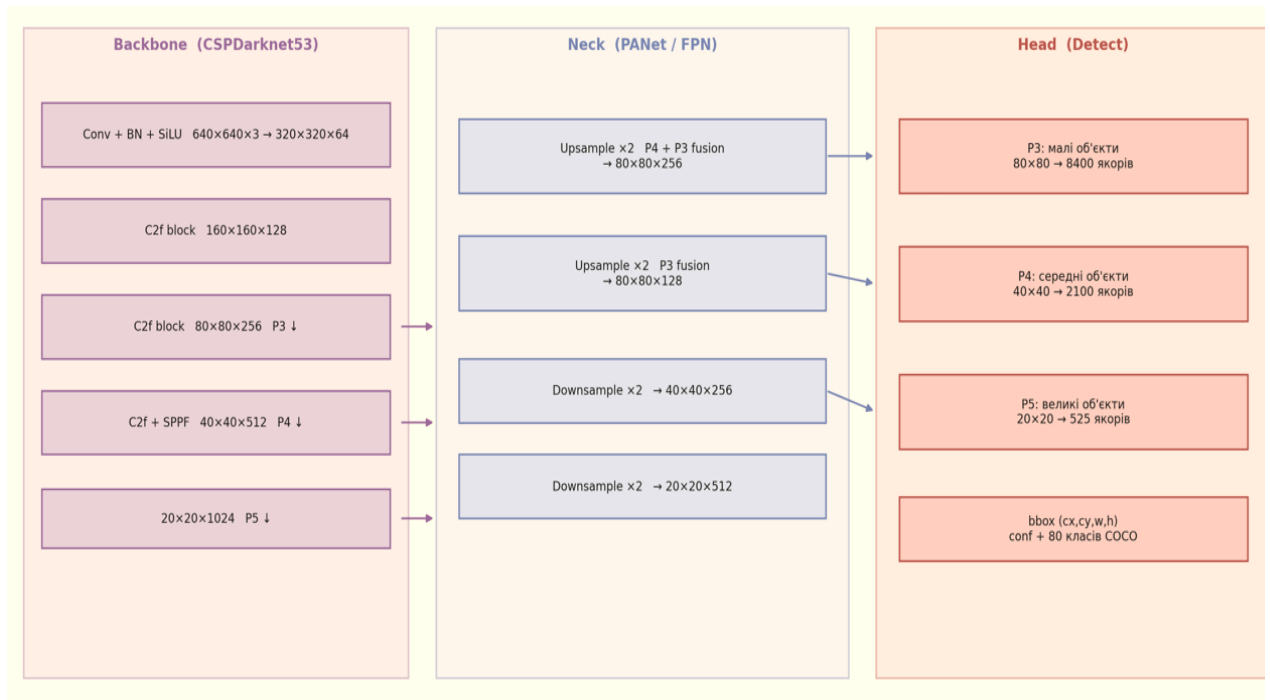 Backbone (CSPDarknet53)
Conv + BN + SiLU 640×640×3 → 320×320×64
C2f block 160×160×128
C2f block 80×80×256 P3 ↓
C2f + SPPF 40×40×512 P4 ↓
20×20×1024 P5 ↓
Neck (PANet / FPN)
Upsample ×2 P4 + P3 fusion
→ 80×80×256
Upsample ×2 P3 fusion
→ 80×80×128
Downsample ×2 → 40×40×256
Downsample ×2 → 20×20×512
Head (Detect)
P3: малі об'єкти
80×80 → 8400 якорів
P4: середні об'єкти
40×40 → 2100 якорів
P5: великі об'єкти
20×20 → 525 якорів
bbox (cx,cy,w,h)
conf + 80 класів COCO